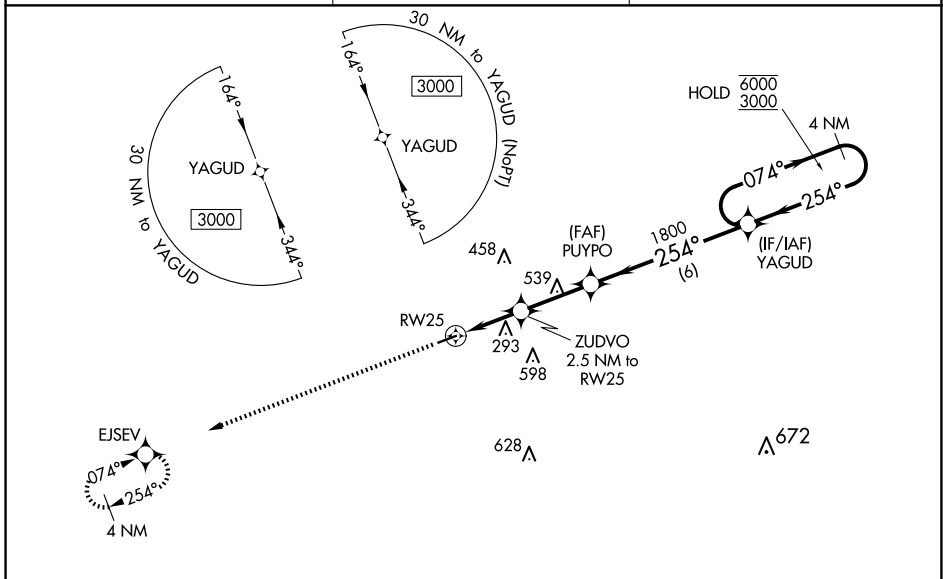 30 NM to YAGUD (NoPT)
164°
3000
YAGUD
344°
164°
YAGUD
30 NM to YAGUD
3000
344°
HOLD 6000
3000
4 NM
074°
254°
(IF/IAF)
YAGUD
1800
254°
(6)
(FAF)
PUYPO
458
539
RW25
293
598
ZUDVO
2.5 NM to
RW25
EJSEV
074°
254°
4 NM
628
672